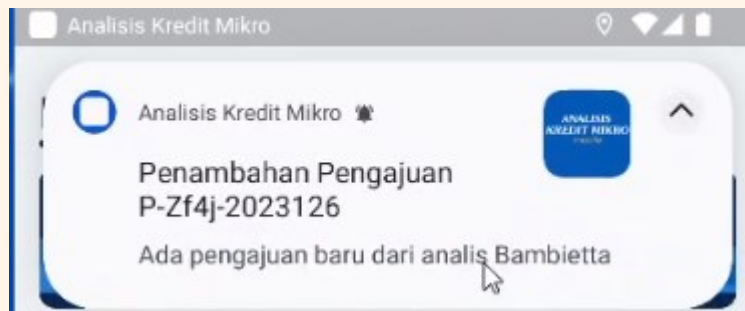 Analisis Kredit Mikro
Analisis Kredit Mikro
ANALISIS
KREDIT MIKRO
Penambahan Pengajuan
P-Zf4j-2023126
Ada pengajuan baru dari analis Bambietta